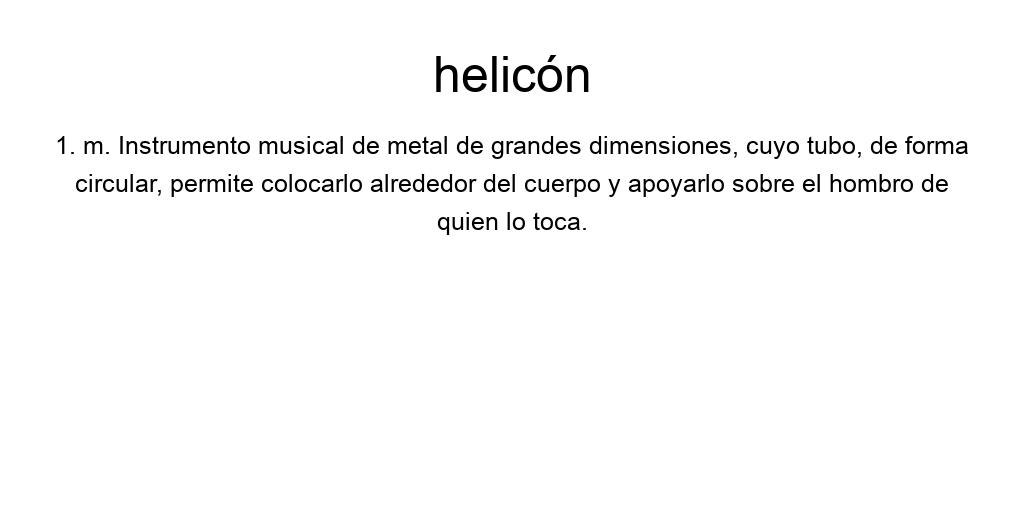 helicón
1. m. Instrumento musical de metal de grandes dimensiones, cuyo tubo, de forma
circular, permite colocarlo alrededor del cuerpo y apoyarlo sobre el hombro de
quien lo toca.